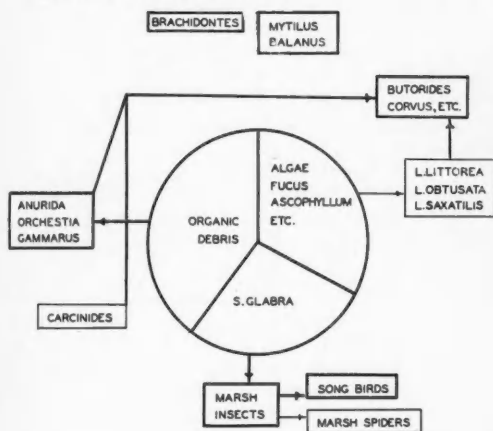 BRACHIDONTES
MYTILUS
BALANUS
BUTORIDES
CORVUS, ETC.
ALGAE
FUCUS
ASCOPHYLLUM
ETC.
L.LITTOREA
L.OBTUSATA
L.SAXATILIS
ANURIDA
ORCHESTIA
GAMMARUS
ORGANIC
DEBRIS
S.GLABRA
CARCINIDES
MARSH
INSECTS
SONG BIRDS
MARSH SPIDERS